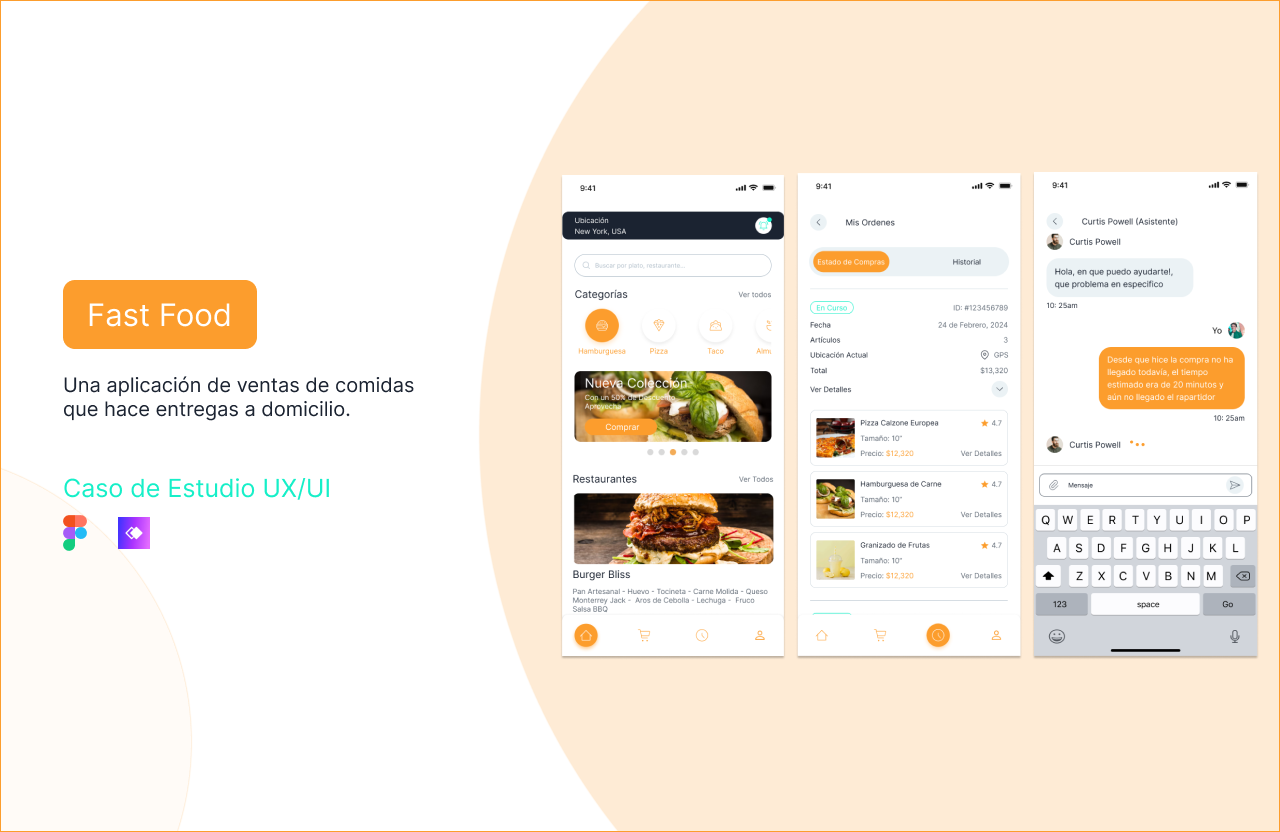 Fast Food
Una aplicación de ventas de comidas
que hace entregas a domicilio.
Caso de Estudio UX/UI
9:41
Ubicación
New York, USA
Buscar por plato, restaurante...
Categorías
Ver todos
Hamburguesa
Pizza
Taco
Almu
Nueva Colección
Con un 50% de Descuento
Aprovecha
Comprar
Restaurantes
Ver Todos
Burger Bliss
Pan Artesanal - Huevo - Tocineta - Carne Molida - Queso
Monterrey Jack - Aros de Cebolla - Lechuga - Fruco
Salsa BBQ
9:41
Mis Ordenes
Estado de Compras
Historial
En Curso
ID: #123456789
Fecha
24 de Febrero, 2024
Artículos
3
Ubicación Actual
GPS
Total
$13,320
Ver Detalles
Pizza Calzone Europea
4.7
Tamaño: 10"
Precio: $12,320
Ver Detalles
Hamburguesa de Carne
4.7
Tamaño: 10"
Precio: $12,320
Ver Detalles
Granizado de Frutas
4.7
Tamaño: 10"
Precio: $12,320
Ver Detalles
9:41
Curtis Powell (Asistente)
Curtis Powell
Hola, en que puedo ayudarte!,
que problema en especifico
10: 25am
Yo
Desde que hice la compra no ha
llegado todavía, el tiempo
estimado era de 20 minutos y
aún no llegado el rapartidor
10: 25am
Curtis Powell
Mensaje
Q W E R T Y U I O P
A S D F G H J K L
Z X C V B N M
123
space
Go